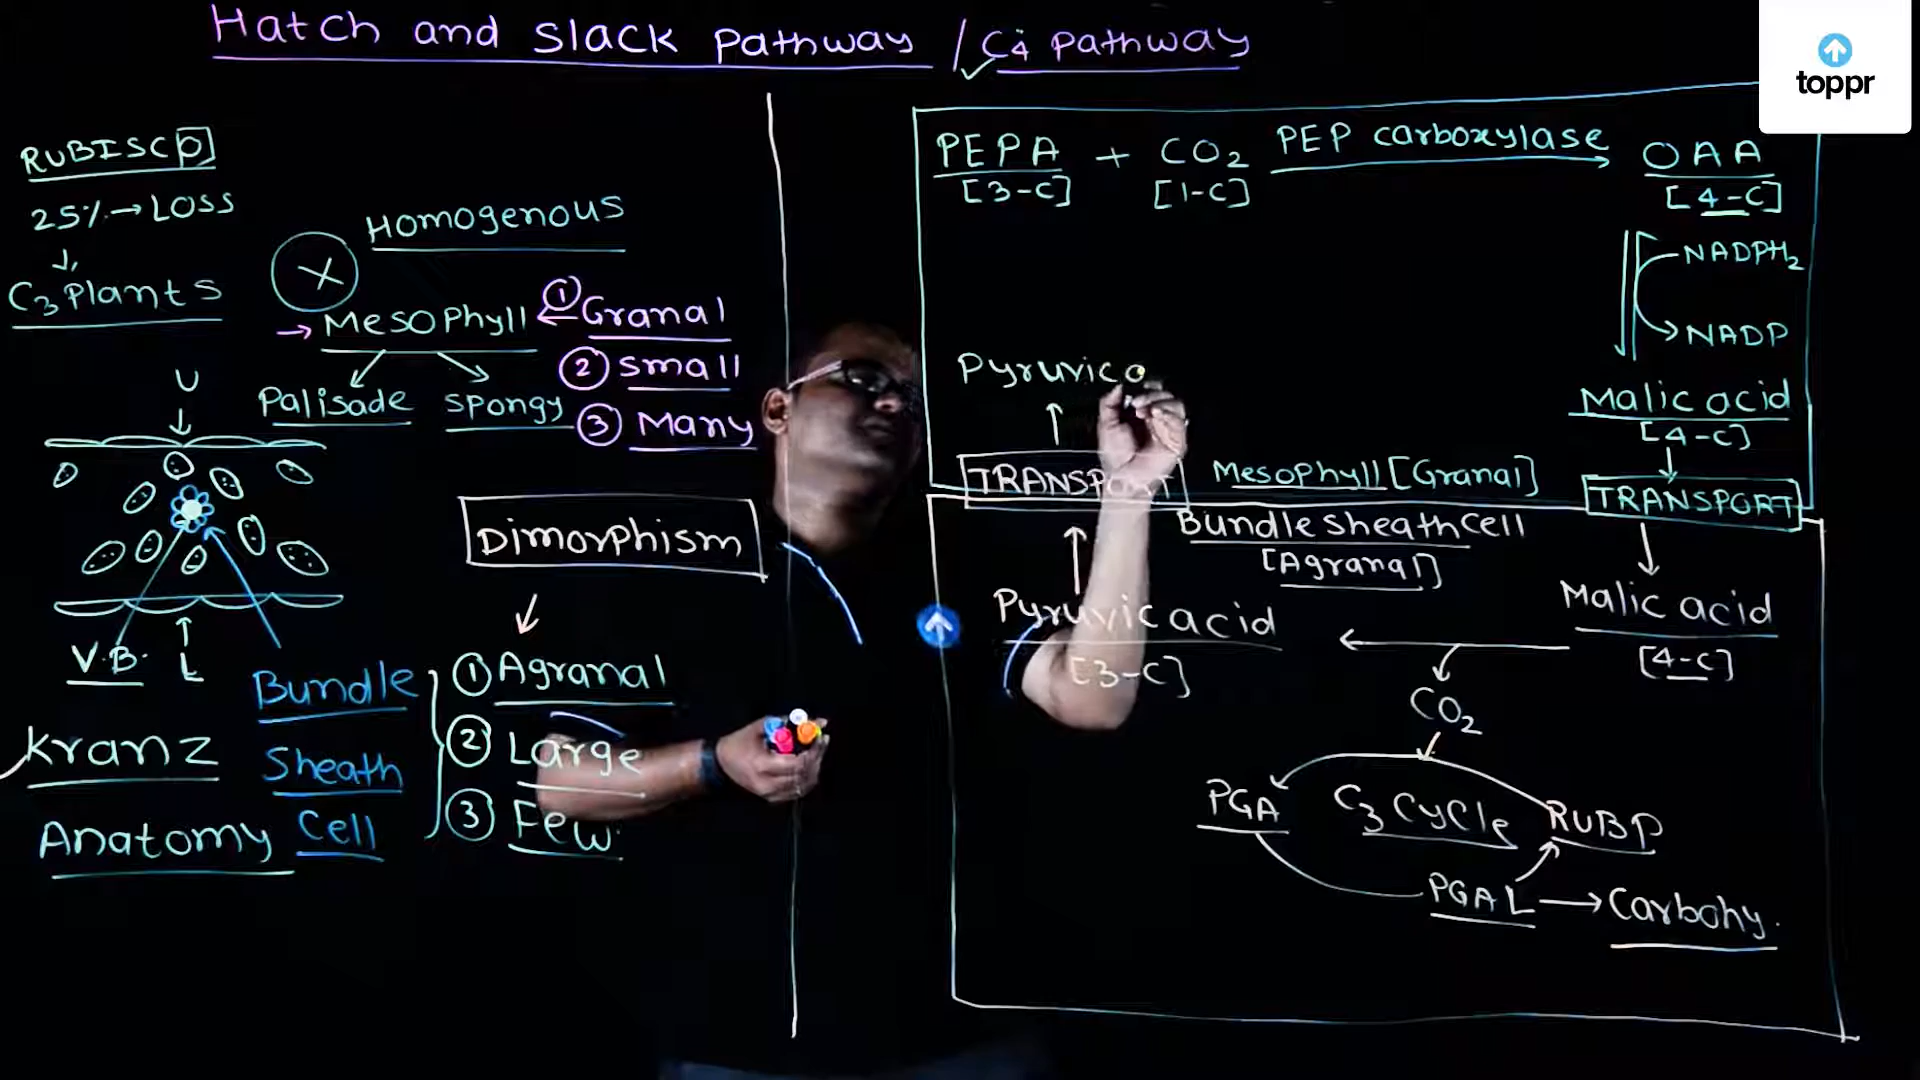 Hatch and Slack Pathway / C4 Pathway
toppr
RUBISCO
25% → Loss
C3 Plants
Homogenous
X
→ Mesophyll
Palisade
Spongy
① Granal
② Small
③ Many
U
V.B.
L
Kranz
Anatomy
Bundle
Sheath
Cell
Dimorphism
① Agranal
② Large
③ Few.
PEPA + CO2 PEP carboxylase → OAA
[3-C] [1-C] [4-C]
NADPH2
NADP
Malic acid
[4-C]
TRANSPORT
Pyruvic a
TRANSPORT
Mesophyll [Granal]
Bundle Sheath Cell
[Agranal]
Pyruvic acid
[3-C]
Malic acid
[4-C]
CO2
PGA
C3 Cycle
RUBP
PGAL → Carbohy.